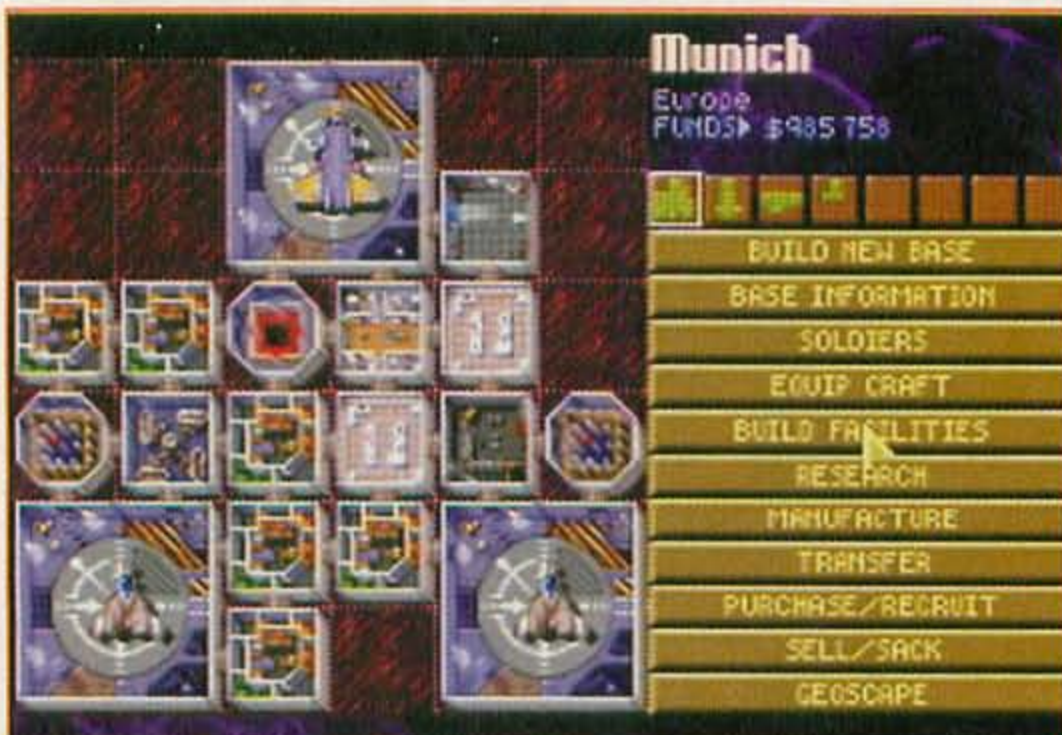 Munich
Europe
FUNDS▶ $985 758
BUILD NEW BASE
BASE INFORMATION
SOLDIERS
EQUIP CRAFT
BUILD FACILITIES
RESEARCH
MANUFACTURE
TRANSFER
PURCHASE/RECRUIT
SELL/SACK
GEOSCAPE